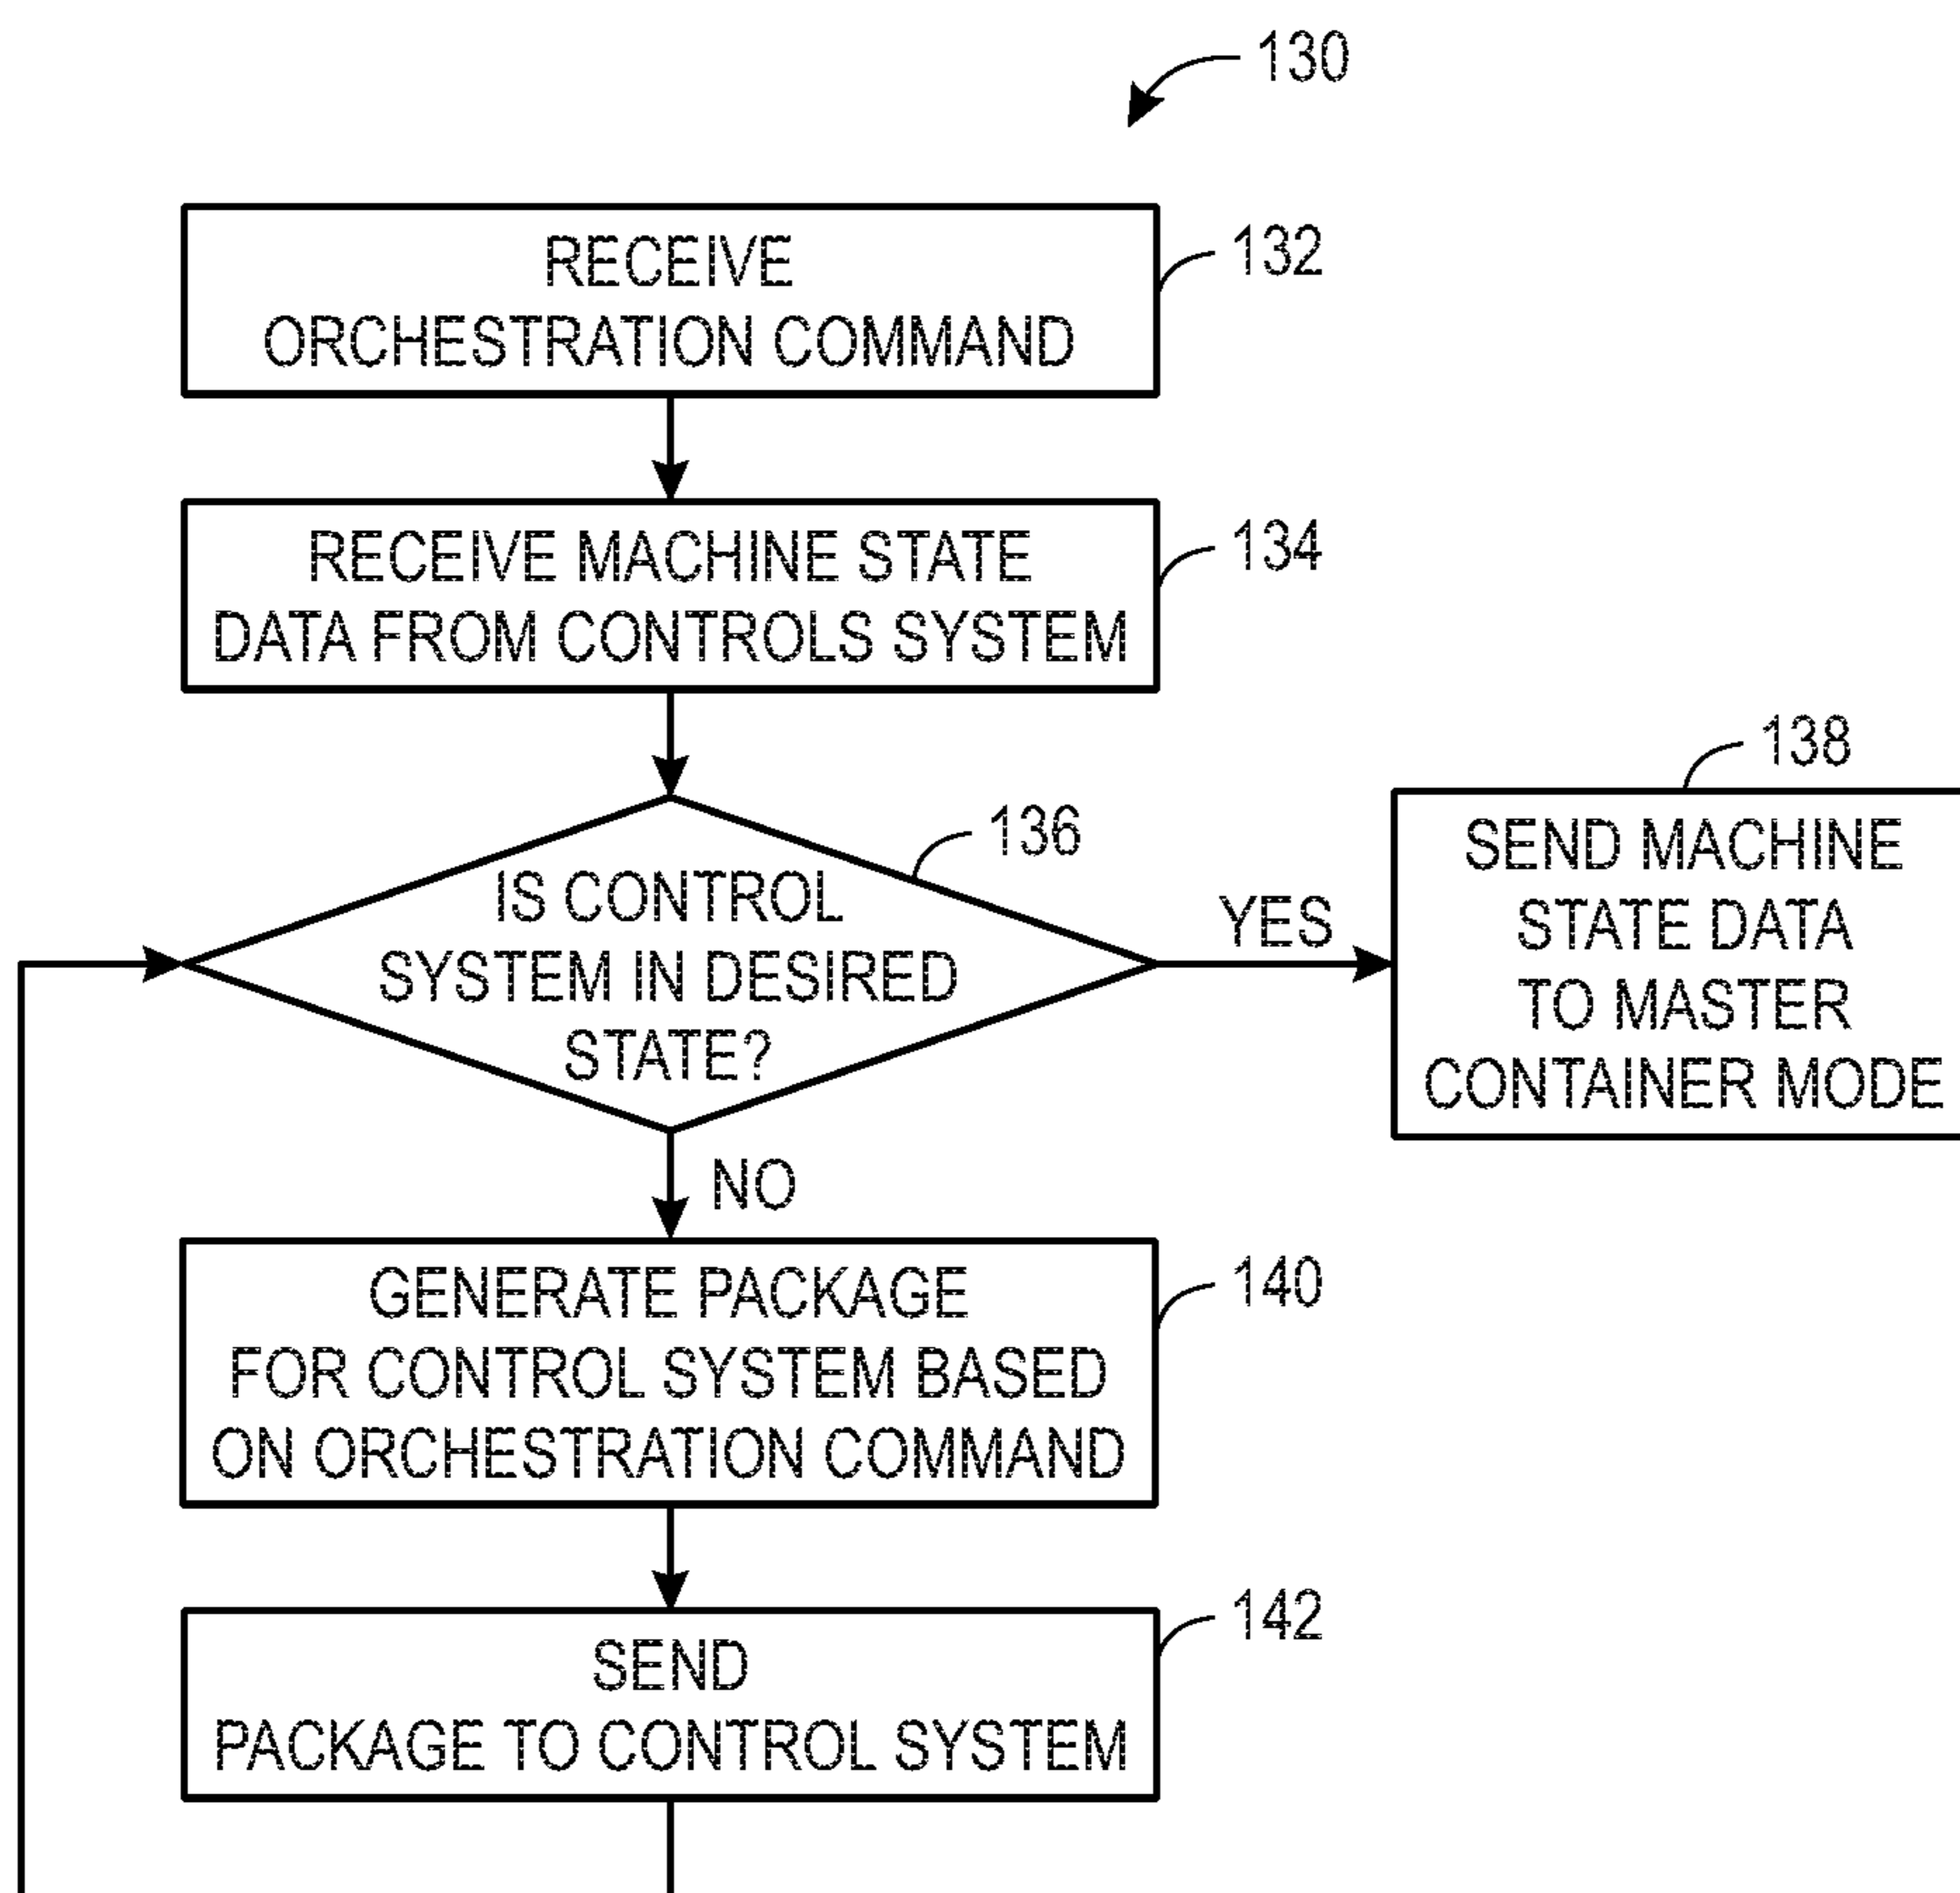 130
RECEIVE
ORCHESTRATION COMMAND
132
RECEIVE MACHINE STATE
DATA FROM CONTROLS SYSTEM
134
IS CONTROL
SYSTEM IN DESIRED
STATE?
136
YES
138
SEND MACHINE
STATE DATA
TO MASTER
CONTAINER MODE
NO
GENERATE PACKAGE
FOR CONTROL SYSTEM BASED
ON ORCHESTRATION COMMAND
140
SEND
PACKAGE TO CONTROL SYSTEM
142